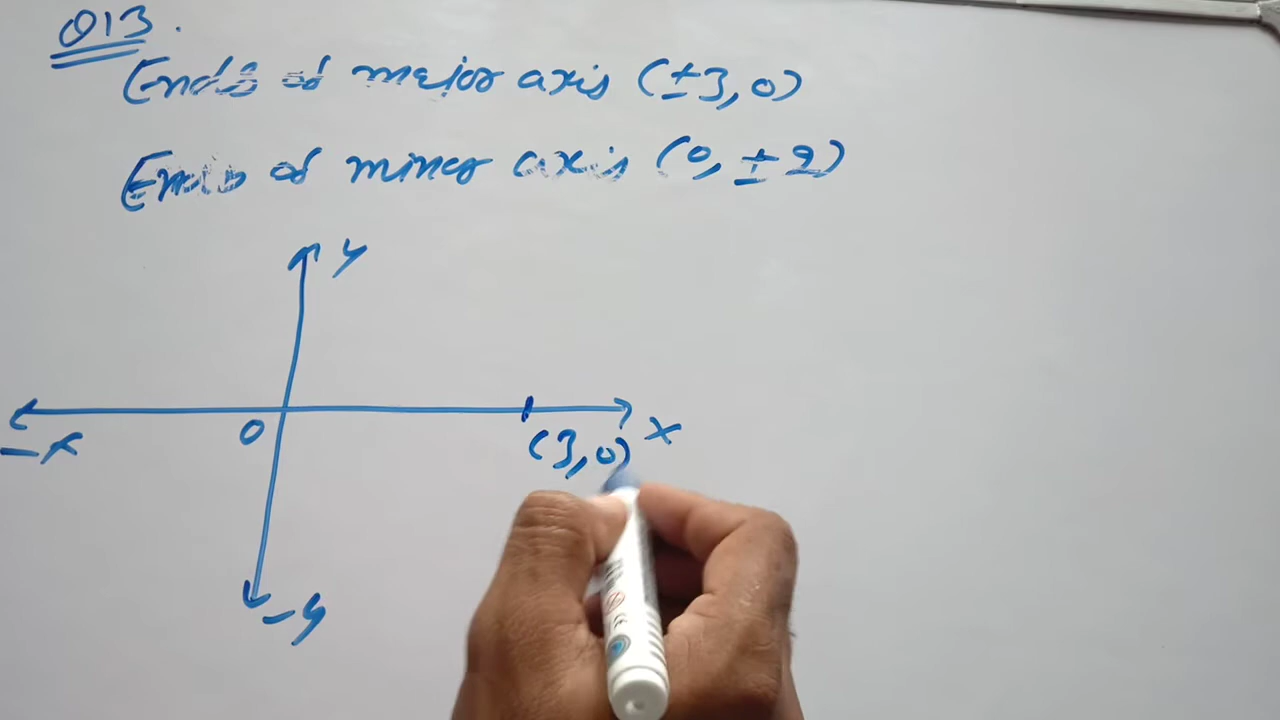 Q13.
Ends of major axis (±3,0)
Ends of minor axis (0, ±2)
y
0
(3,0)
x
-x
-y